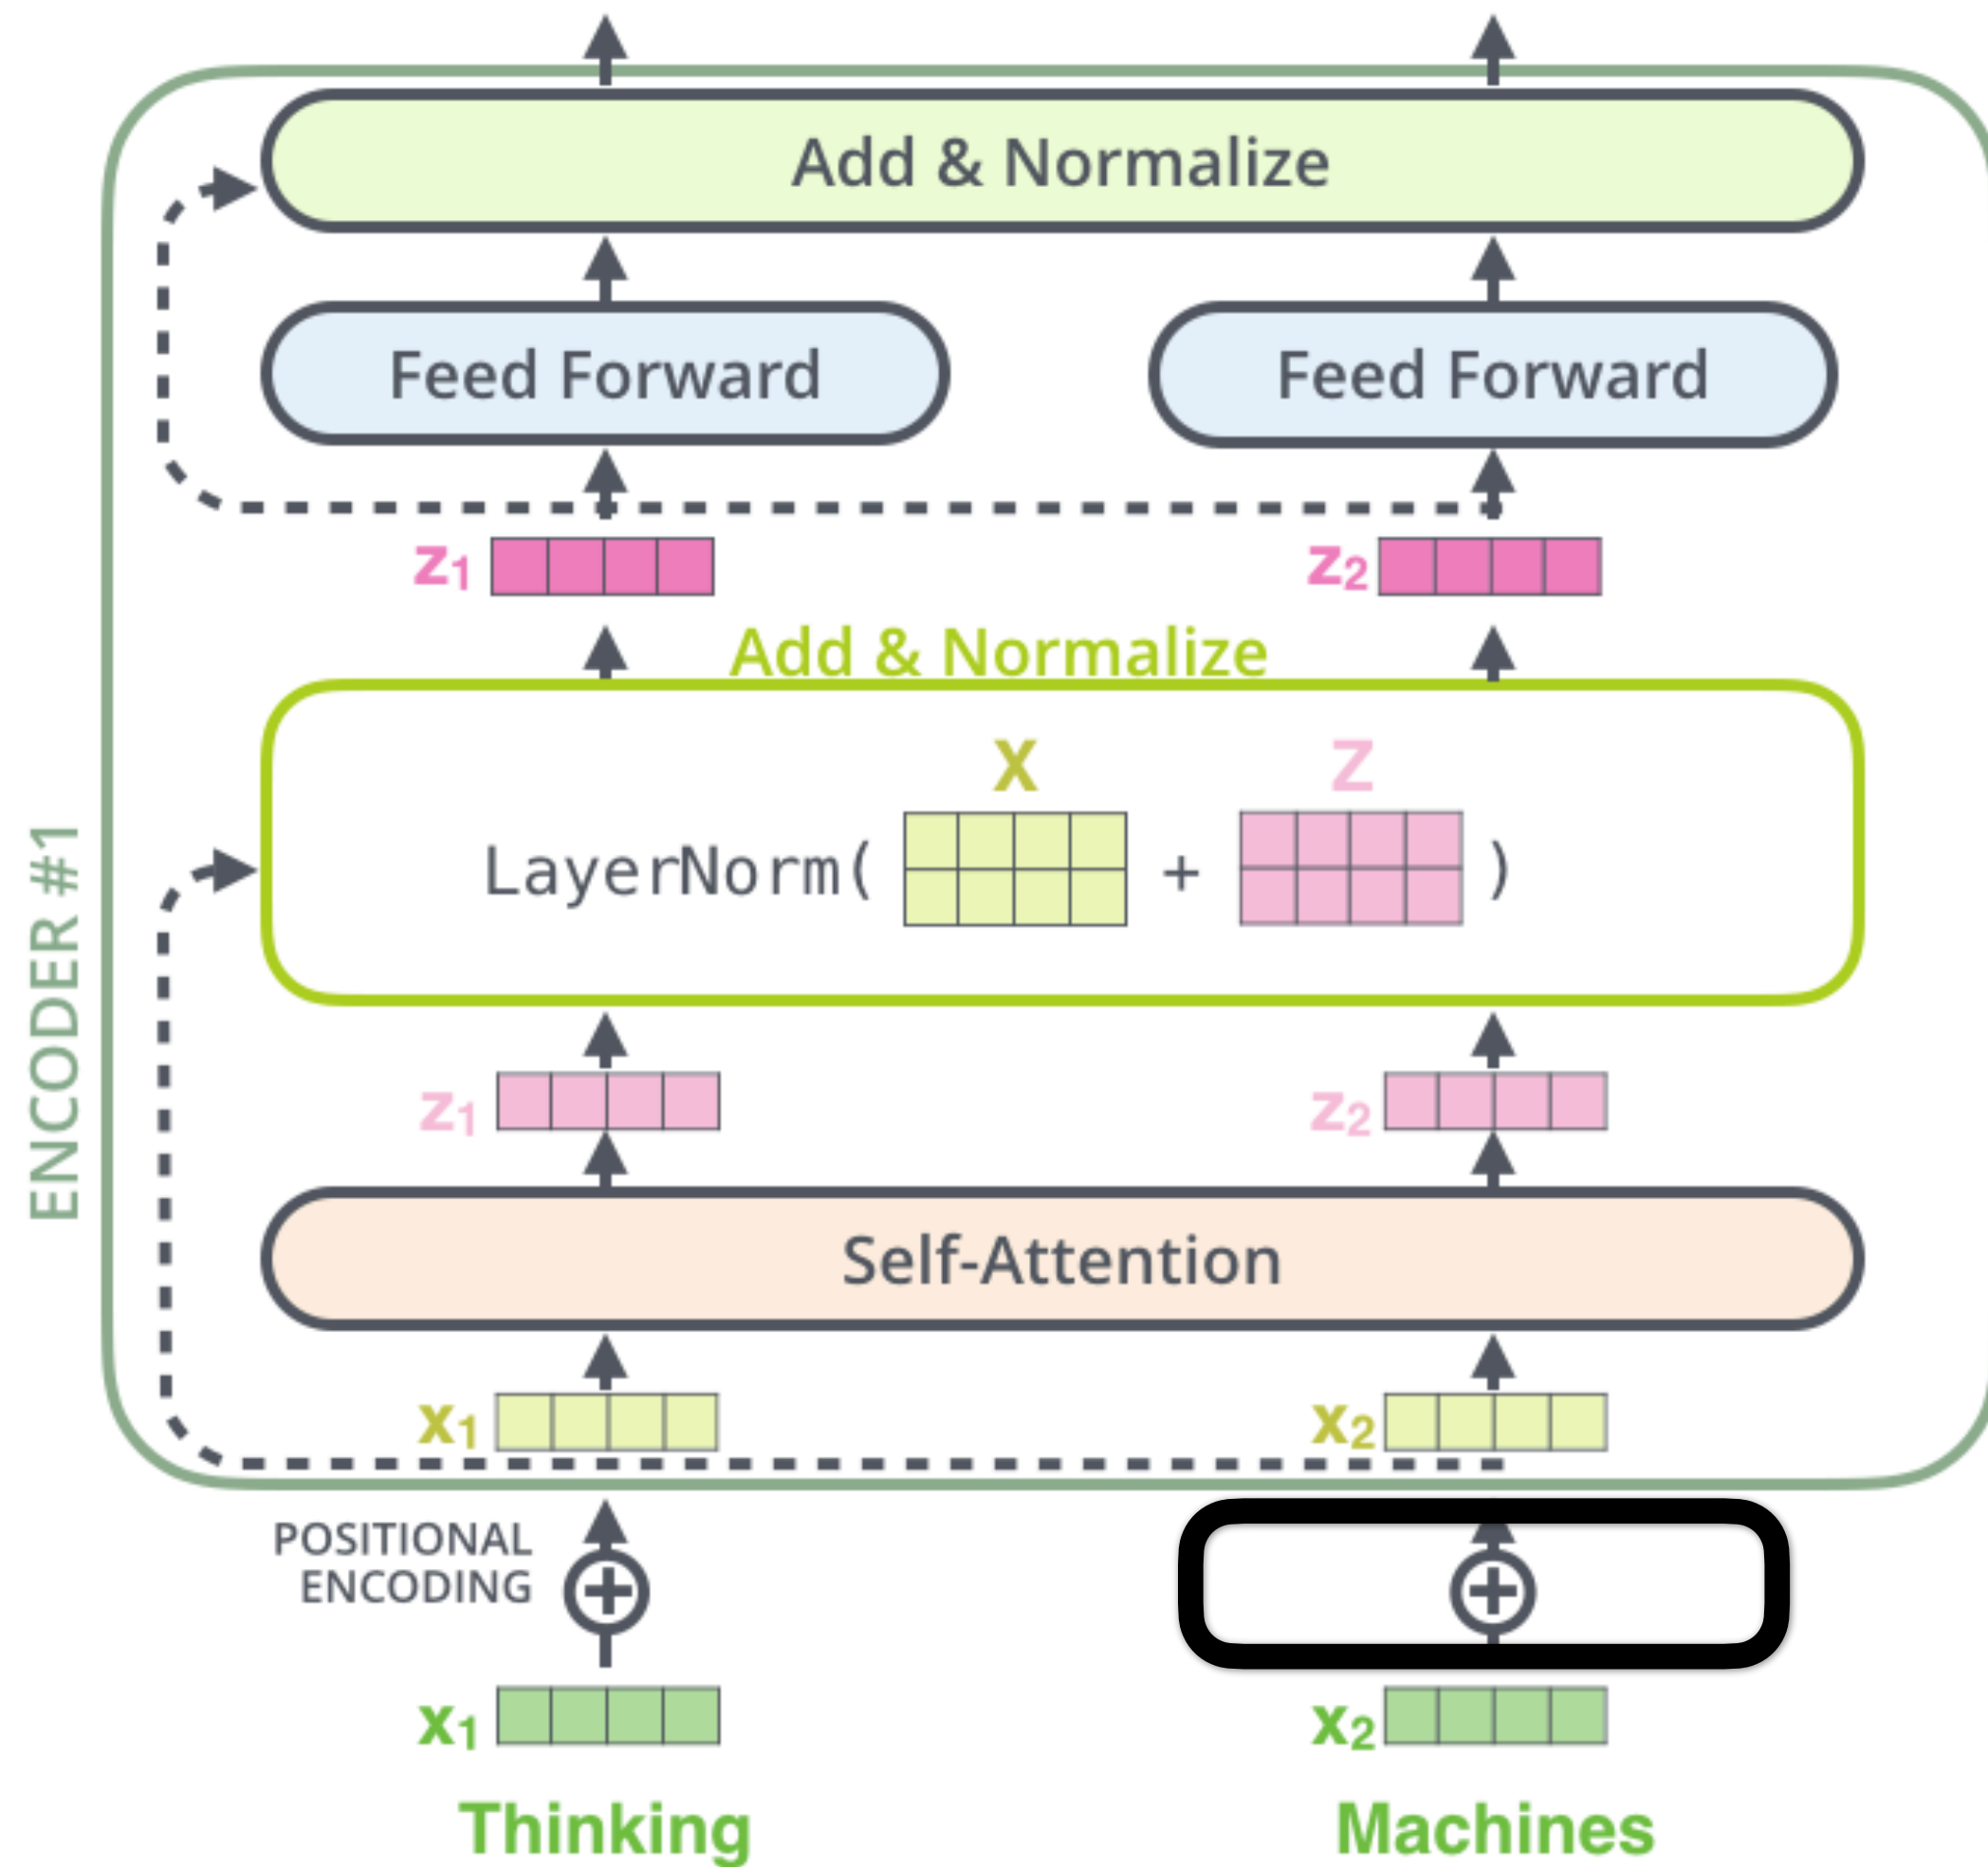 Add & Normalize
Feed Forward Feed Forward
z1 z2
Add & Normalize
X Z
LayerNorm( + )
z1 z2
Self-Attention
x1 x2
ENCODER #1
POSITIONAL
ENCODING
x1 x2
Thinking Machines